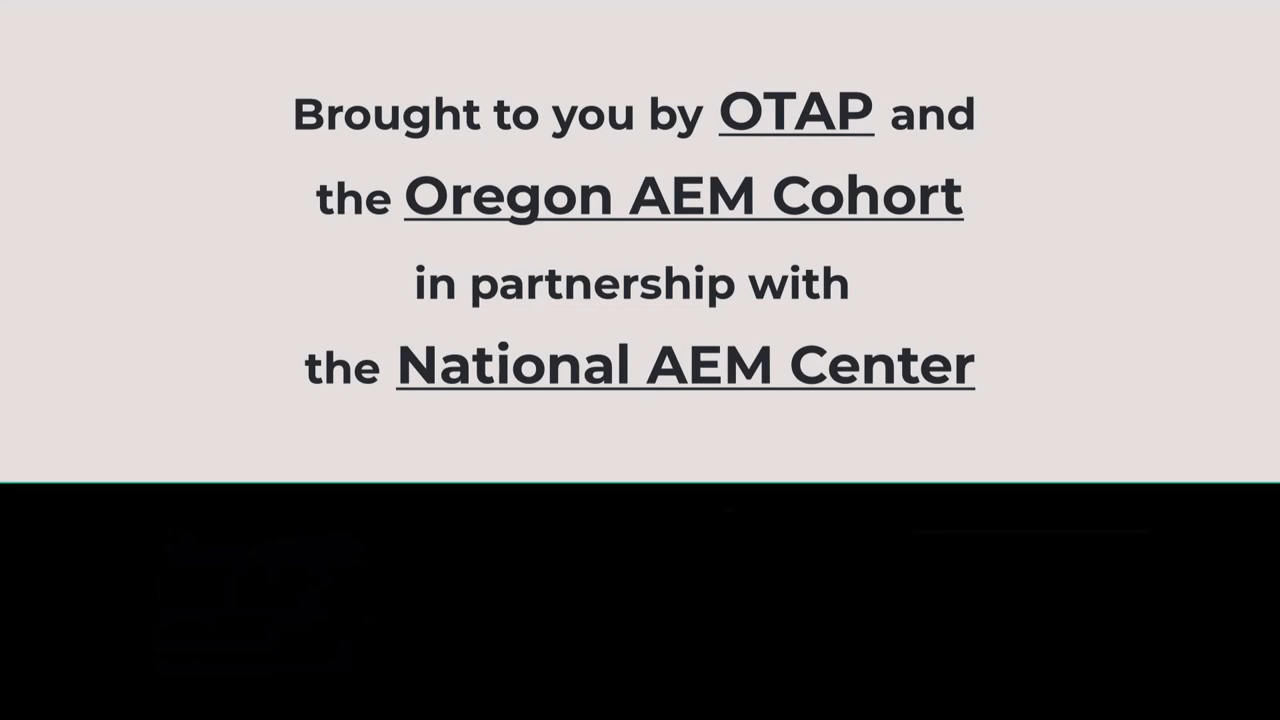 Brought to you by OTAP and
the Oregon AEM Cohort
in partnership with
the National AEM Center